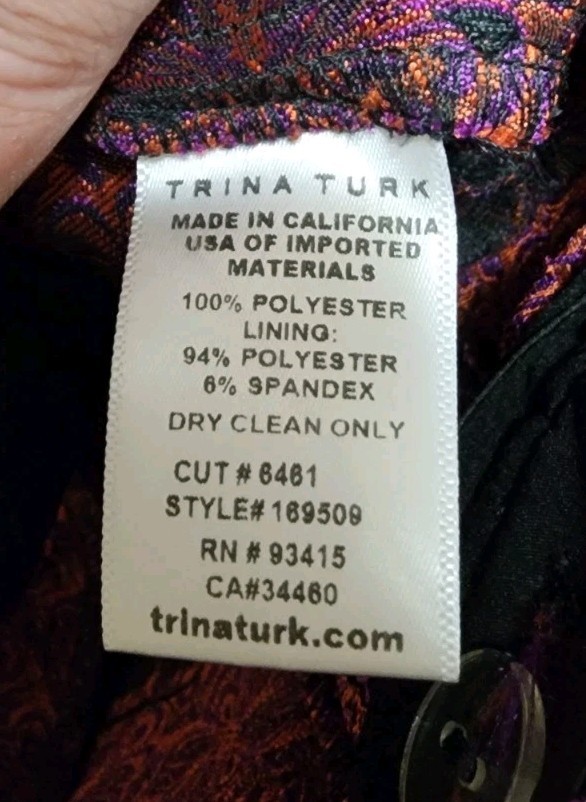 TRINA TURK
MADE IN CALIFORNIA
USA OF IMPORTED
MATERIALS
100% POLYESTER
LINING:
94% POLYESTER
6% SPANDEX
DRY CLEAN ONLY
CUT # 6461
STYLE# 169509
RN # 93415
CA#34460
trinaturk.com